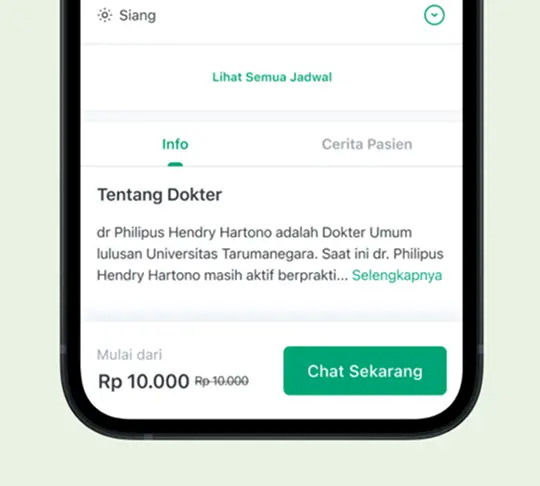 Siang
Lihat Semua Jadwal
Info Cerita Pasien
Tentang Dokter
dr Philipus Hendry Hartono adalah Dokter Umum
lulusan Universitas Tarumanegara. Saat ini dr. Philipus
Hendry Hartono masih aktif berprakti... Selengkapnya
Mulai dari
Rp 10.000 Rp 10.000
Chat Sekarang